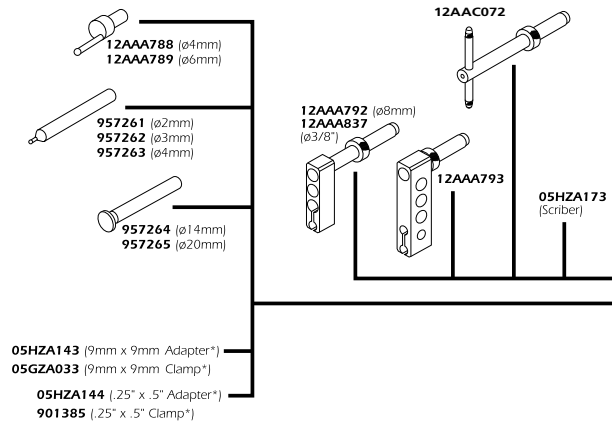 12AAA788 (ø4mm)
12AAA789 (ø6mm)
957261 (ø2mm)
957262 (ø3mm)
957263 (ø4mm)
957264 (ø14mm)
957265 (ø20mm)
05HZA143 (9mm x 9mm Adapter*)
05GZA033 (9mm x 9mm Clamp*)
05HZA144 (.25" x .5" Adapter*)
901385 (.25" x .5" Clamp*)
12AAA792 (ø8mm)
12AAA837
(ø3/8")
12AAA793
12AAC072
05HZA173
(Scriber)